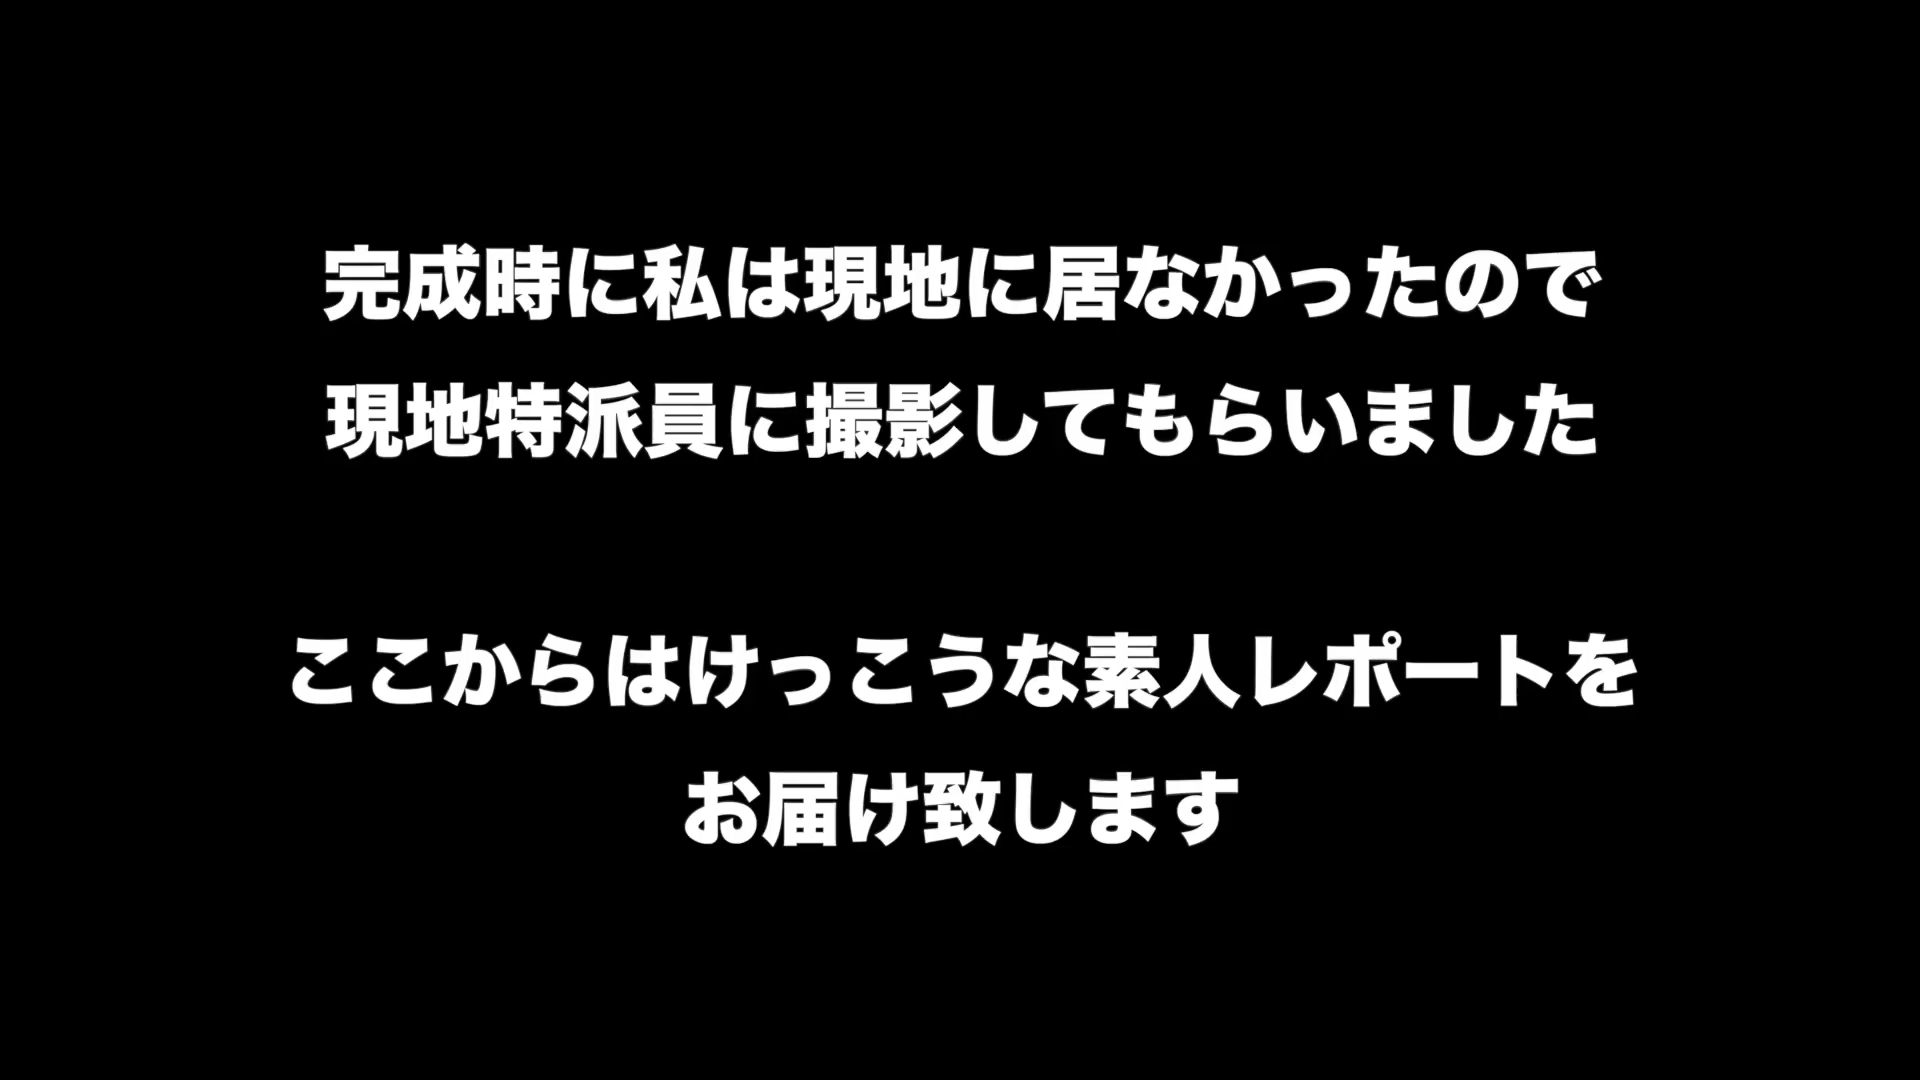 完成時に私は現地に居なかったので
現地特派員に撮影してもらいました
ここからはけっこうな素人レポートを
お届け致します